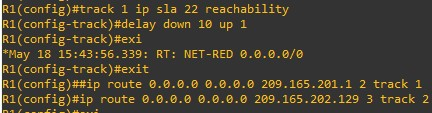 R1(config)#track 1 ip sla 22 reachability
R1(config-track)#delay down 10 up 1
R1(config-track)#exi
*May 18 15:43:56.339: RT: NET-RED 0.0.0.0/0
R1(config-track)#exit
R1(config)##ip route 0.0.0.0 0.0.0.0 209.165.201.1 2 track 1
R1(config)#ip route 0.0.0.0 0.0.0.0 209.165.202.129 3 track 2
R1(config)#exi